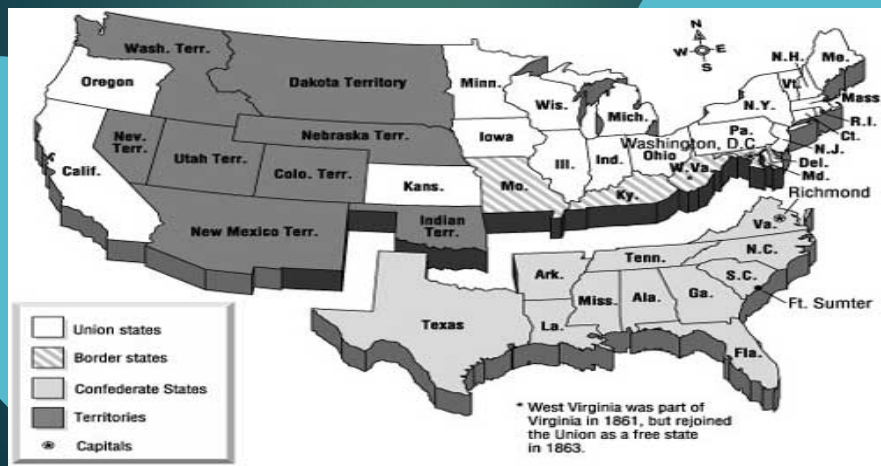 N
W E
S
Wash. Terr.
Oregon
Dakota Territory
Minn.
Wis.
Mich.
N.H.
Me.
Vt.
Mass
N.Y.
R.I.
Ct.
N.J.
Pa.
Del.
Md.
Nev.
Terr.
Nebraska Terr.
Iowa
Ill.
Ind.
Ohio
Washington, D.C.
W.Va.
Calif.
Utah Terr.
Colo. Terr.
Kans.
Mo.
Ky.
Richmond
Va.
New Mexico Terr.
Indian
Terr.
Tenn.
N.C.
Ark.
S.C.
Miss.
Ala.
Ga.
Ft. Sumter
Texas
La.
Fla.
Union states
Border states
Confederate States
Territories
Capitals
* West Virginia was part of
Virginia in 1861, but rejoined
the Union as a free state
in 1863.